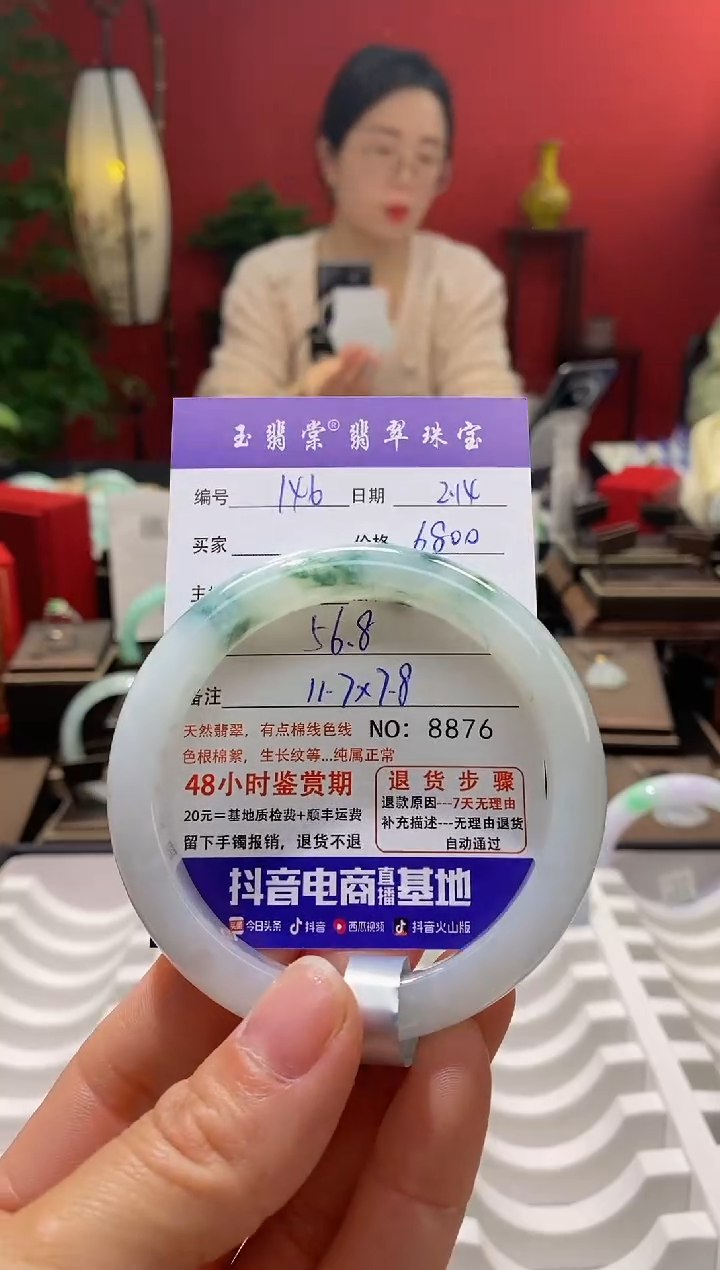 玉翡棠®翡翠珠宝
编号 146 日期 2.14
买家 价格 6800
56.8
备注 11.7x7.8
天然翡翠，有点棉线色线 NO: 8876
色根棉絮，生长纹等...纯属正常
48小时鉴赏期
20元=基地质检费+顺丰运费
留下手镯报销，退货不退
退货步骤
退款原因---7天无理由
补充描述---无理由退货
自动通过
抖音电商直播基地
今日头条 抖音 西瓜视频 抖音火山版